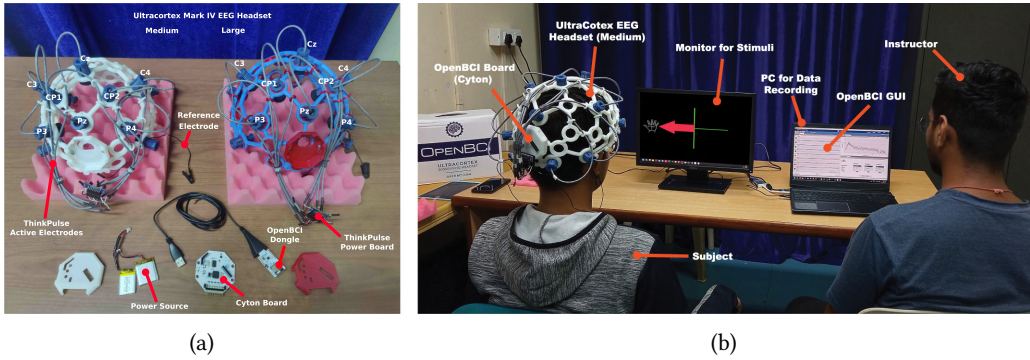 Ultracortex Mark IV EEG Headset
Medium
Large
Cz
C3
C4
CP1
CP2
P3
Pz
P4
Reference
Electrode
Cz
C3
C4
CP1
CP2
P3
Pz
P4
ThinkPulse
Active Electrodes
OpenBCI
Dongle
ThinkPulse
Power Board
Power Source
Cyton Board
(a)
UltraCotex EEG
Headset (Medium)
OpenBCI Board
(Cyton)
Monitor for Stimuli
PC for Data
Recording
OpenBCI GUI
Instructor
OPENBCI
ULTRACORTEX
Subject
(b)